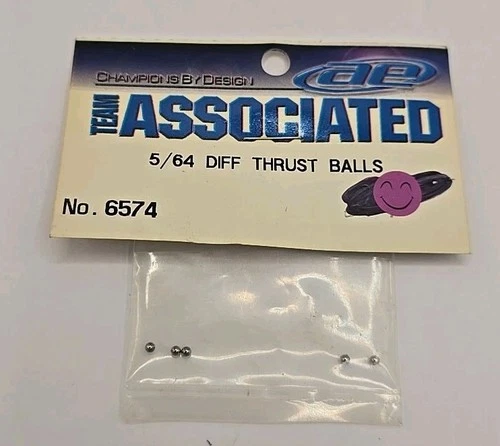 CHAMPIONS BY DESIGN
ae
TEAM ASSOCIATED
5/64 DIFF THRUST BALLS
No. 6574